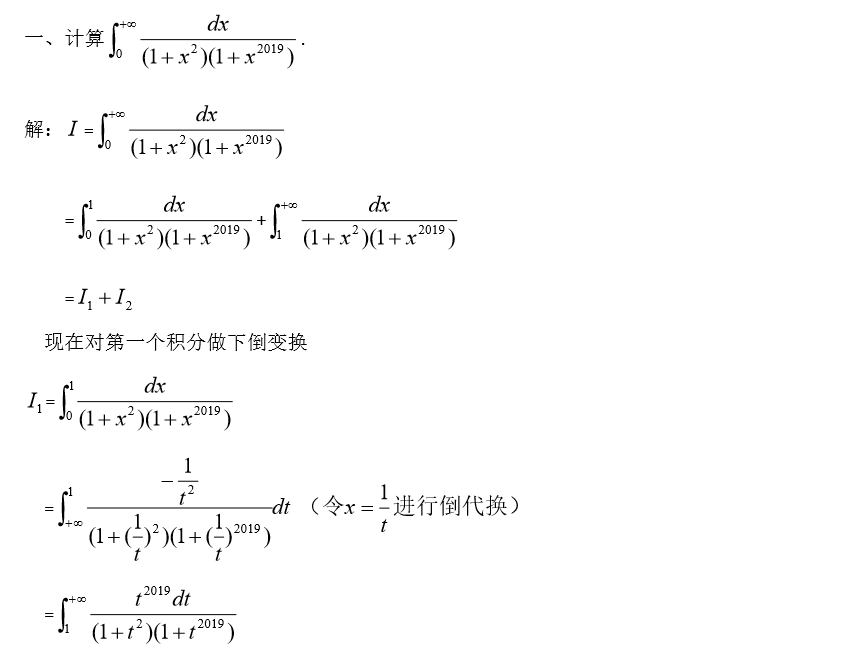 一、计算 $\int_0^{+\infty} \frac{dx}{(1+x^2)(1+x^{2019})}$ .
解： $I = \int_0^{+\infty} \frac{dx}{(1+x^2)(1+x^{2019})}$
$= \int_0^1 \frac{dx}{(1+x^2)(1+x^{2019})} + \int_1^{+\infty} \frac{dx}{(1+x^2)(1+x^{2019})}$
$= I_1 + I_2$
现在对第一个积分做下倒变换
$I_1 = \int_0^1 \frac{dx}{(1+x^2)(1+x^{2019})}$
$= \int_{+\infty}^1 \frac{-\frac{1}{t^2}}{(1+(\frac{1}{t})^2)(1+(\frac{1}{t})^{2019})} dt$ （令$x = \frac{1}{t}$进行倒代换）
$= \int_1^{+\infty} \frac{t^{2019} dt}{(1+t^2)(1+t^{2019})}$